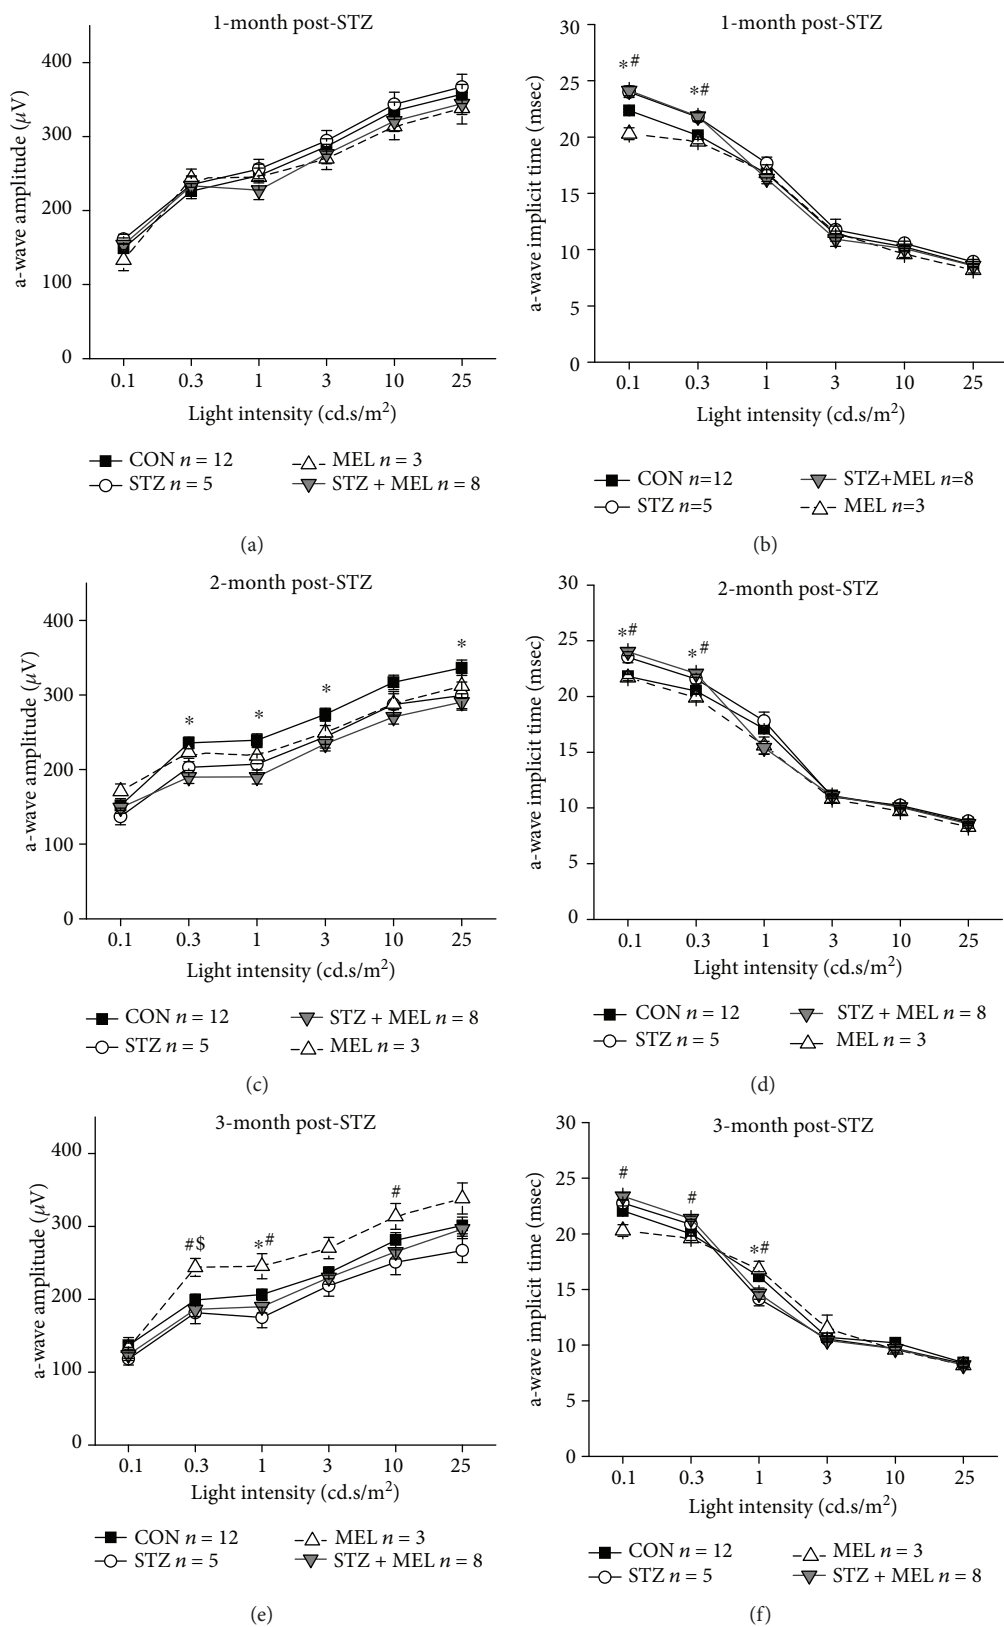 1-month post-STZ
a-wave amplitude (μV)
400
300
200
100
0
0.1 0.3 1 3 10 25
Light intensity (cd.s/m²)
CON n = 12 MEL n = 3
STZ n = 5 STZ + MEL n = 8
(a)
1-month post-STZ
a-wave implicit time (msec)
30
25
20
15
10
5
0
*#
*#
0.1 0.3 1 3 10 25
Light intensity (cd.s/m²)
CON n=12 STZ+MEL n=8
STZ n=5 MEL n=3
(b)
2-month post-STZ
a-wave amplitude (μV)
400
300
200
100
0
* * * *
0.1 0.3 1 3 10 25
Light intensity (cd.s/m²)
CON n = 12 STZ + MEL n = 8
STZ n = 5 MEL n = 3
(c)
2-month post-STZ
a-wave implicit time (msec)
30
25
20
15
10
5
0
*#
*#
0.1 0.3 1 3 10 25
Light intensity (cd.s/m²)
CON n = 12 STZ + MEL n = 8
STZ n = 5 MEL n = 3
(d)
3-month post-STZ
a-wave amplitude (μV)
400
300
200
100
0
#$ *# #
0.1 0.3 1 3 10 25
Light intensity (cd.s/m²)
CON n = 12 MEL n = 3
STZ n = 5 STZ + MEL n = 8
(e)
3-month post-STZ
a-wave implicit time (msec)
30
25
20
15
10
5
0
# # *#
0.1 0.3 1 3 10 25
Light intensity (cd.s/m²)
CON n = 12 MEL n = 3
STZ n = 5 STZ + MEL n = 8
(f)